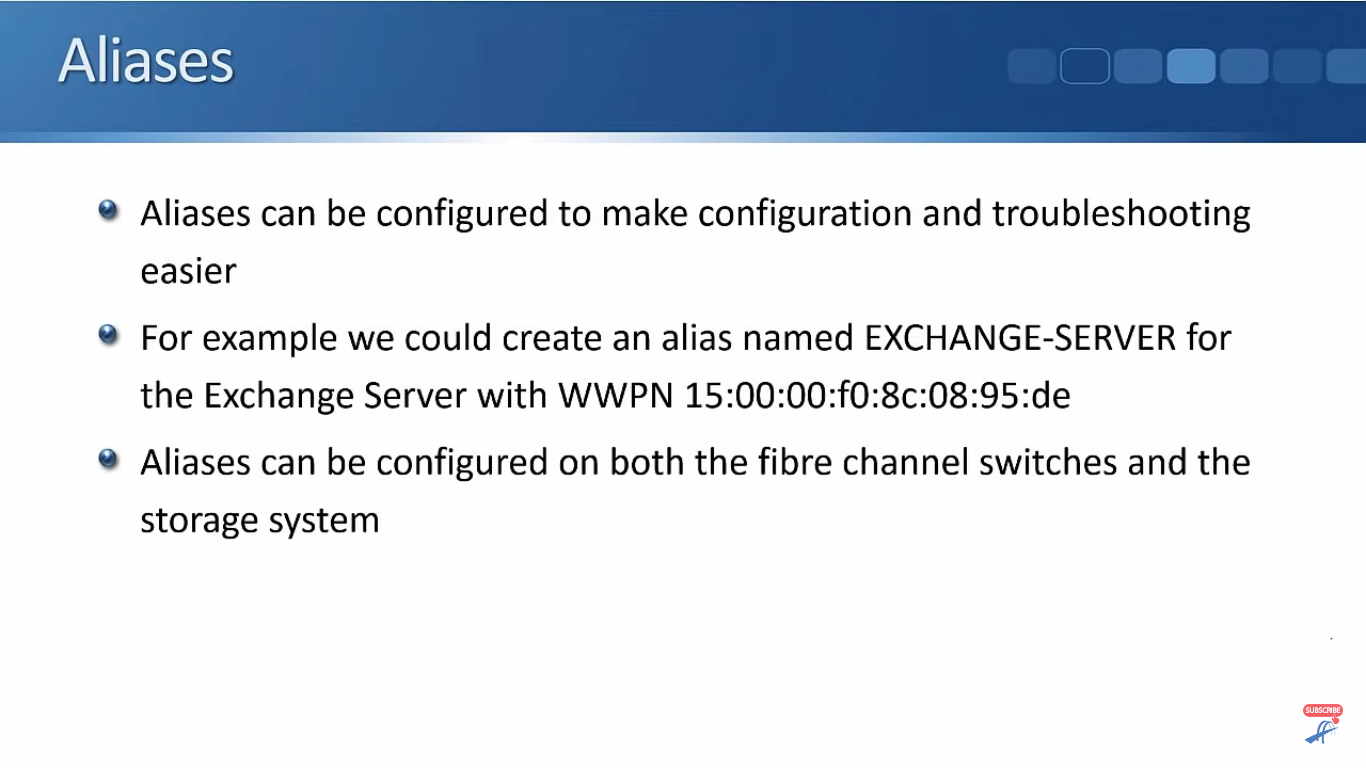 Aliases
Aliases can be configured to make configuration and troubleshooting
easier
For example we could create an alias named EXCHANGE-SERVER for
the Exchange Server with WWPN 15:00:00:f0:8c:08:95:de
Aliases can be configured on both the fibre channel switches and the
storage system
SUBSCRIBE